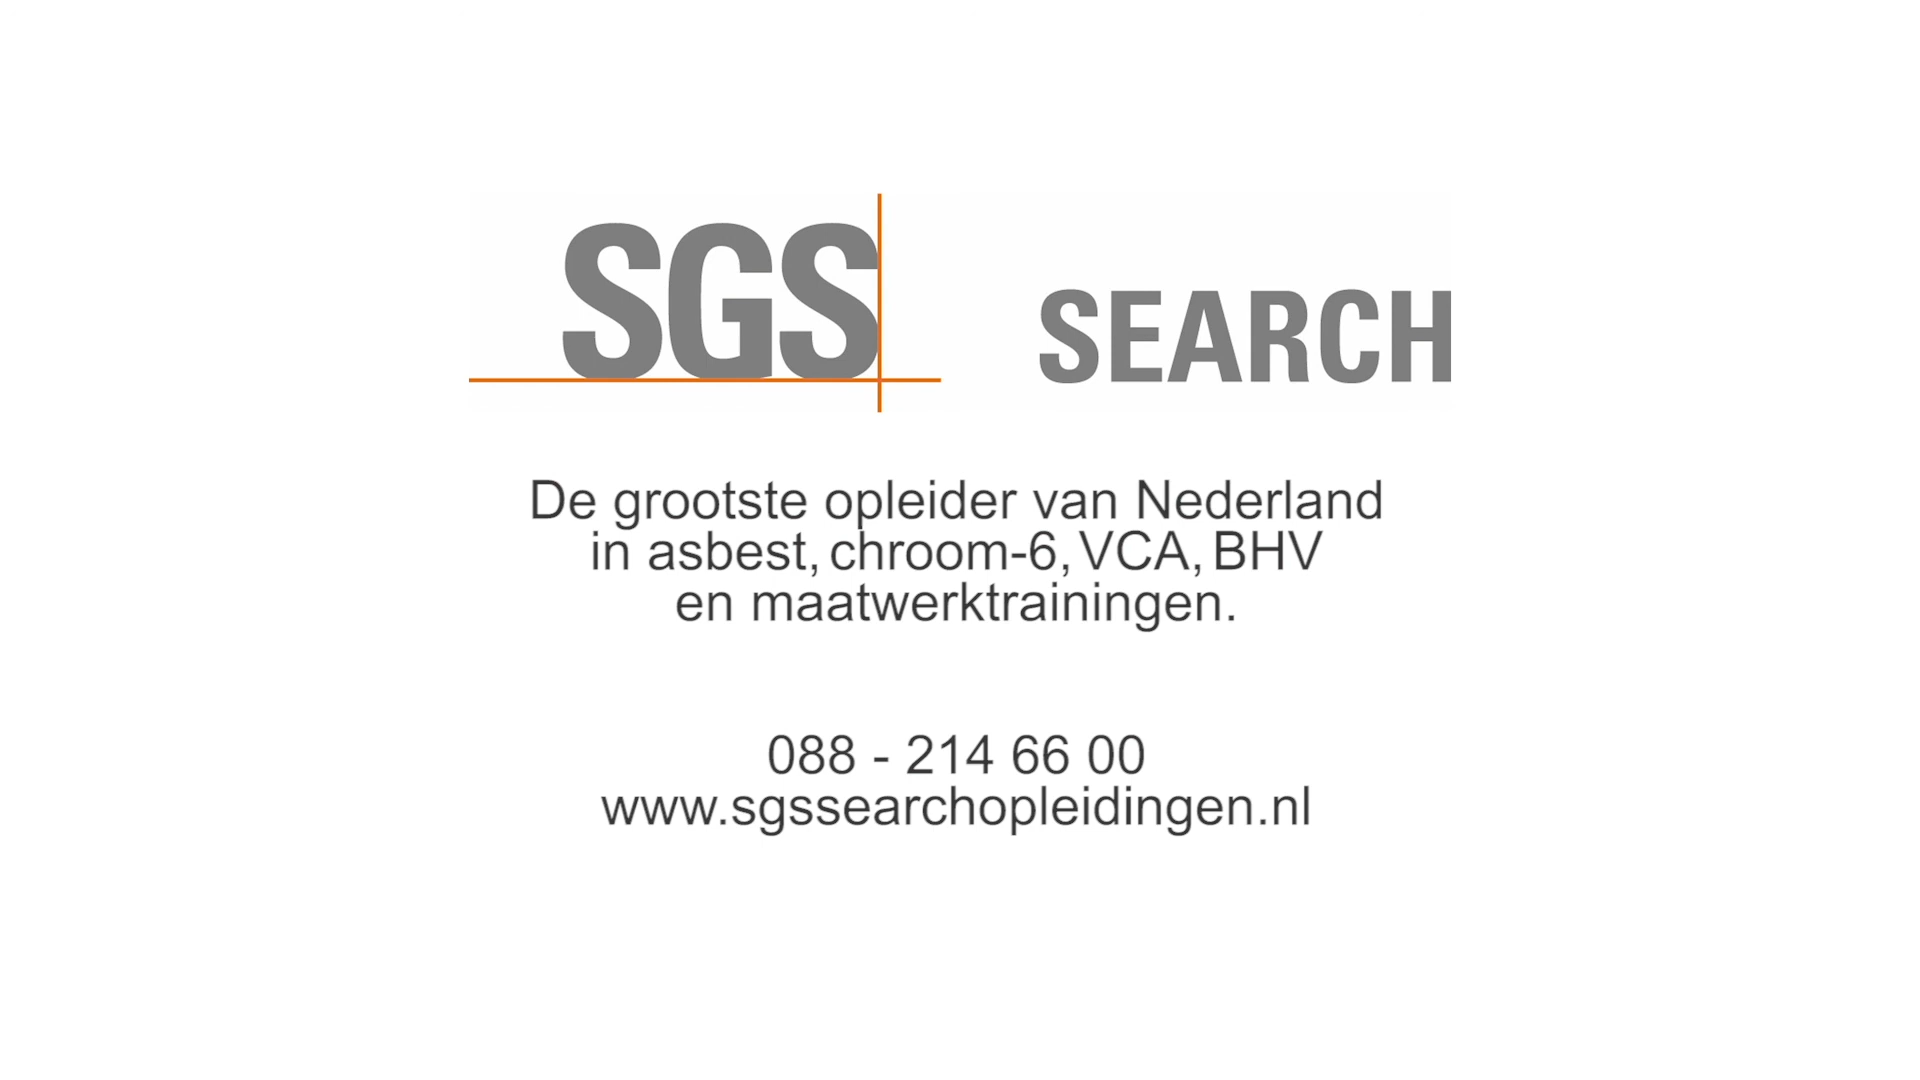 SGS SEARCH
De grootste opleider van Nederland
in asbest, chroom-6, VCA, BHV
en maatwerktrainingen.
088 - 214 66 00
www.sgssearchopleidingen.nl